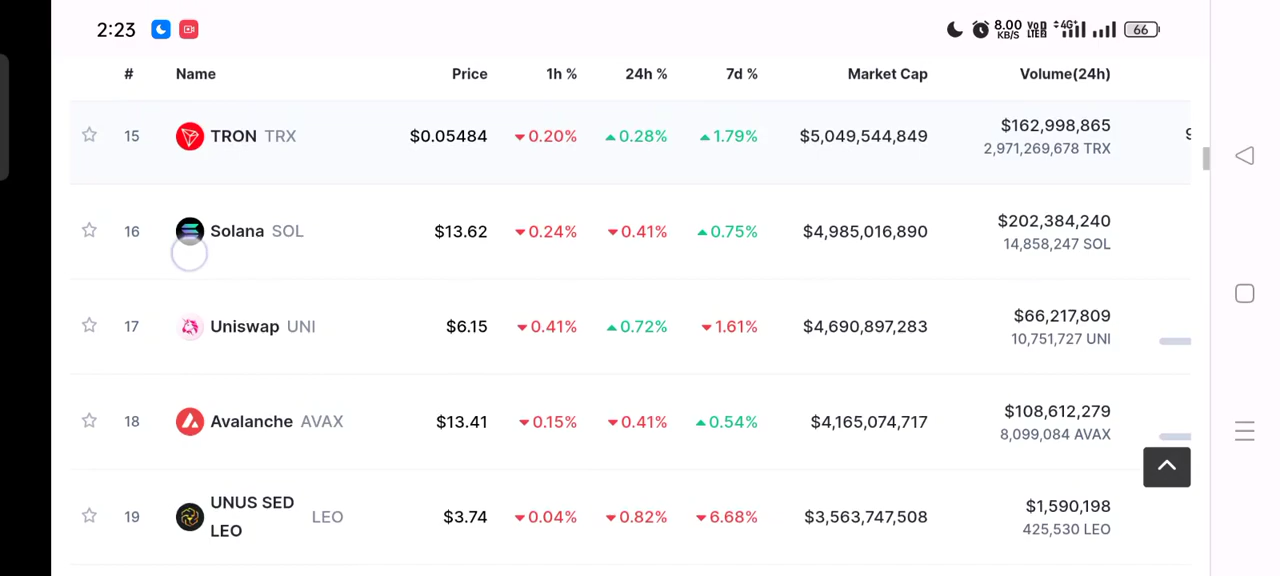 2:23 8.00 KB/S VoD LTEB 4G+ 66
# Name Price 1h % 24h % 7d % Market Cap Volume(24h)
15 TRON TRX $0.05484 0.20% 0.28% 1.79% $5,049,544,849 $162,998,865
2,971,269,678 TRX
16 Solana SOL $13.62 0.24% 0.41% 0.75% $4,985,016,890 $202,384,240
14,858,247 SOL
17 Uniswap UNI $6.15 0.41% 0.72% 1.61% $4,690,897,283 $66,217,809
10,751,727 UNI
18 Avalanche AVAX $13.41 0.15% 0.41% 0.54% $4,165,074,717 $108,612,279
8,099,084 AVAX
19 UNUS SED LEO LEO $3.74 0.04% 0.82% 6.68% $3,563,747,508 $1,590,198
425,530 LEO